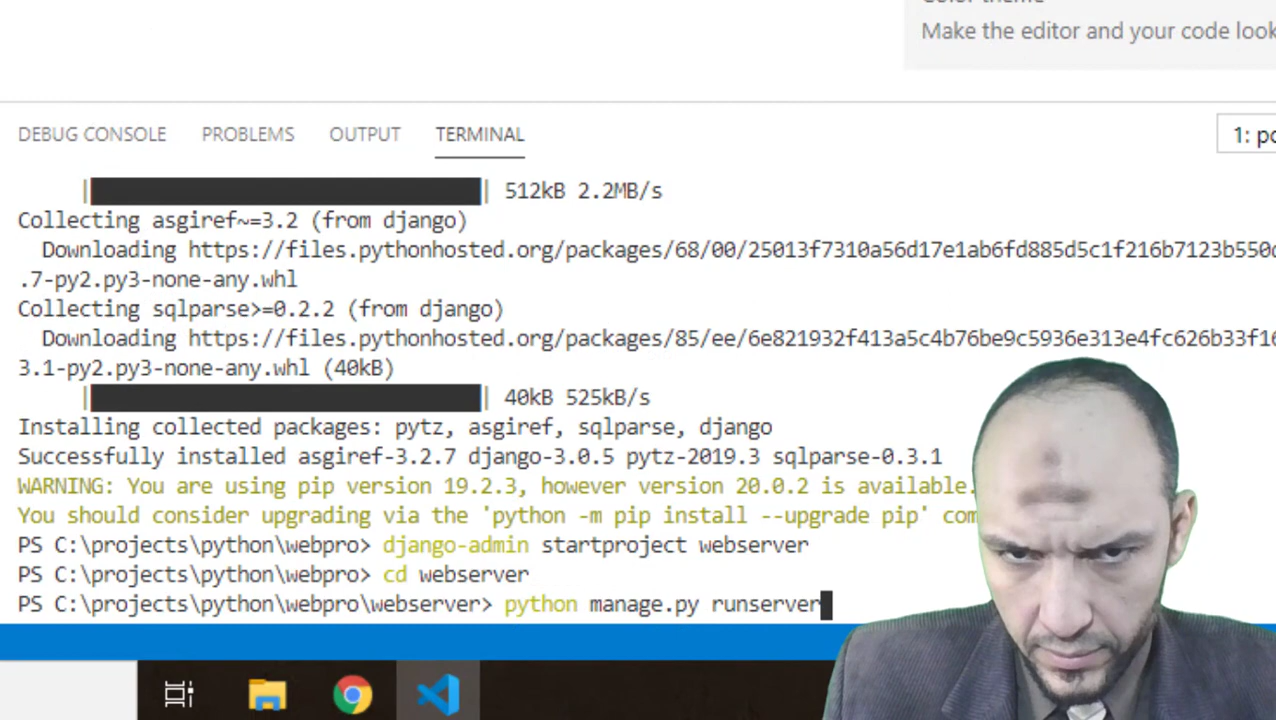 Color theme
Make the editor and your code look
DEBUG CONSOLE PROBLEMS OUTPUT TERMINAL
1: po
| | 512kB 2.2MB/s
Collecting asgiref~=3.2 (from django)
Downloading https://files.pythonhosted.org/packages/68/00/25013f7310a56d17e1ab6fd885d5c1f216b7123b550d
.7-py2.py3-none-any.whl
Collecting sqlparse>=0.2.2 (from django)
Downloading https://files.pythonhosted.org/packages/85/ee/6e821932f413a5c4b76be9c5936e313e4fc626b33f16
3.1-py2.py3-none-any.whl (40kB)
| | 40kB 525kB/s
Installing collected packages: pytz, asgiref, sqlparse, django
Successfully installed asgiref-3.2.7 django-3.0.5 pytz-2019.3 sqlparse-0.3.1
WARNING: You are using pip version 19.2.3, however version 20.0.2 is available.
You should consider upgrading via the 'python -m pip install --upgrade pip' com
PS C:\projects\python\webpro> django-admin startproject webserver
PS C:\projects\python\webpro> cd webserver
PS C:\projects\python\webpro\webserver> python manage.py runserver